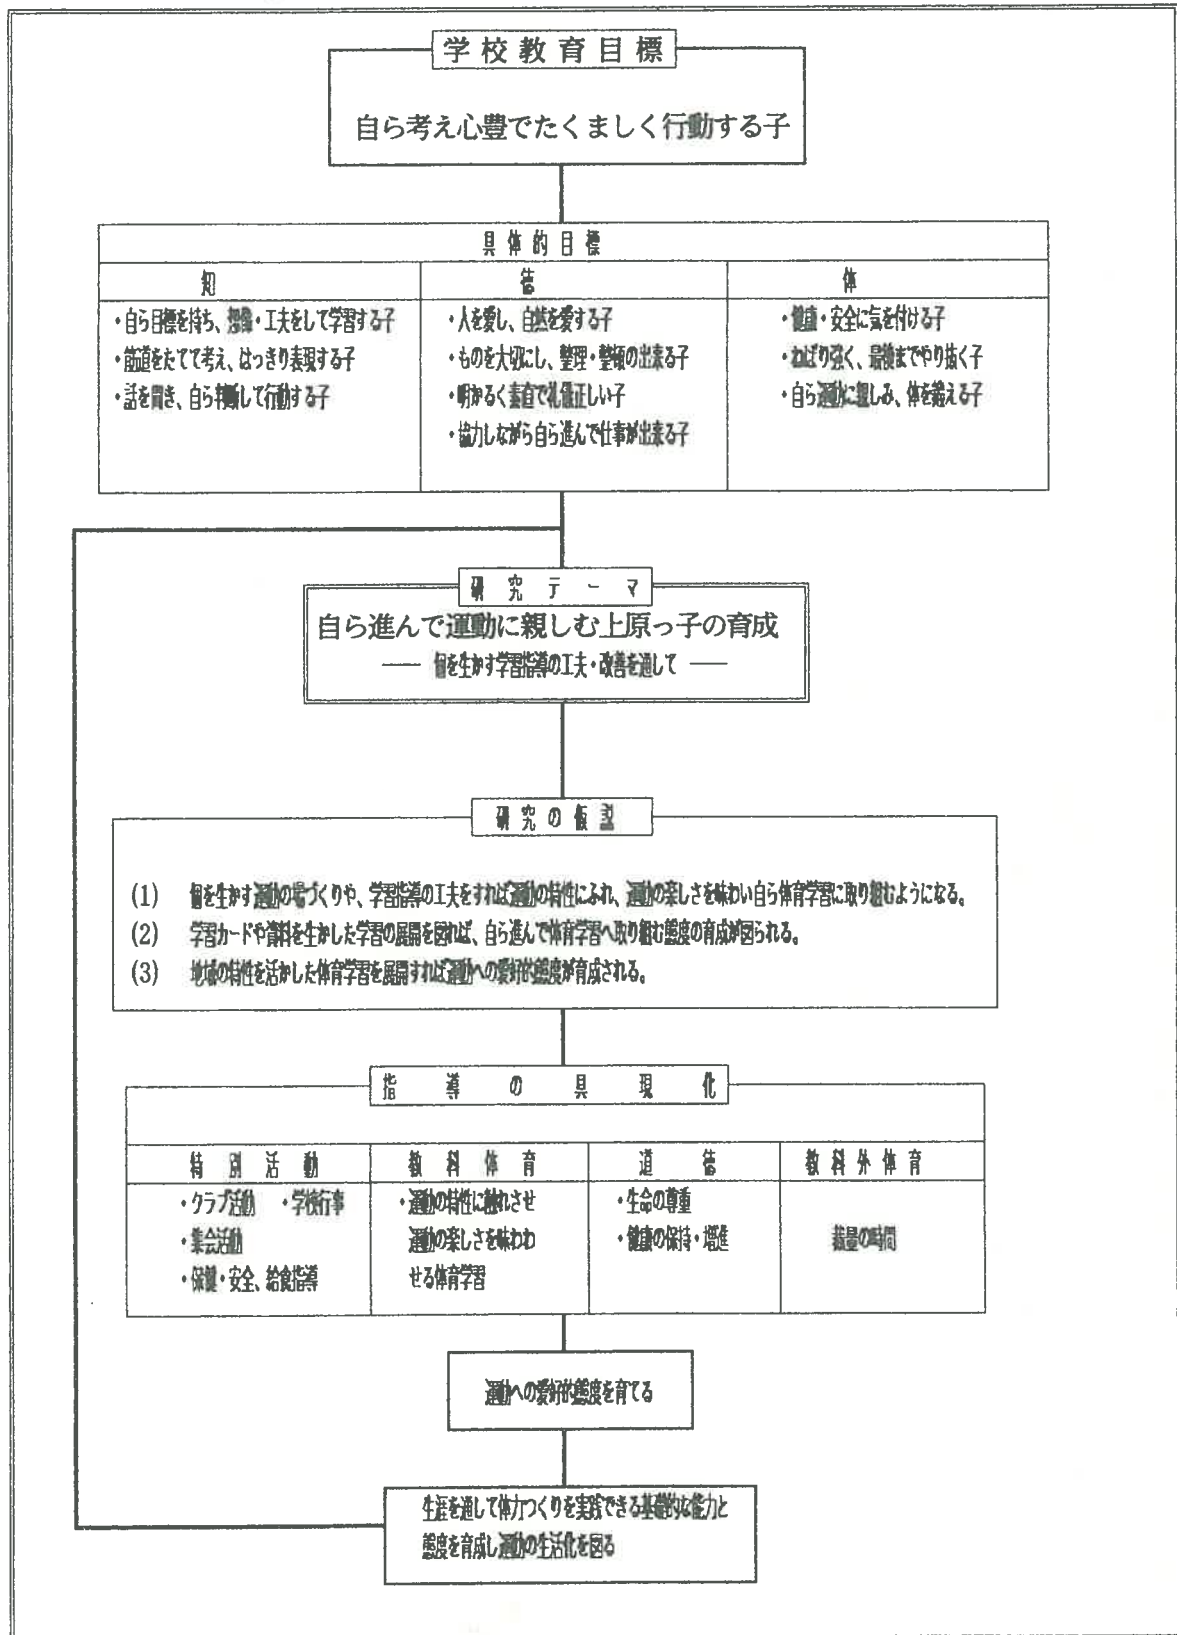 学校教育目標
自ら考え心豊でたくましく行動する子
具体的目標
知
・自ら目標を持ち、想像・工夫をして学習する子
・筋道をたてて考え、はっきり表現する子
・話を聞き、自ら判断して行動する子
徳
・人を愛し、自然を愛する子
・ものを大切にし、整理・整頓の出来る子
・明かるく素直で礼儀正しい子
・協力しながら自ら進んで仕事が出来る子
体
・健康・安全に気を付ける子
・ねばり強く、最後までやり抜く子
・自ら運動に親しみ、体を鍛える子
研究テーマ
自ら進んで運動に親しむ上原っ子の育成
―― 個を生かす学習指導の工夫・改善を通して ――
研究の仮説
(1) 個を生かす運動の場づくりや、学習指導の工夫をすれば運動の特性にふれ、運動の楽しさを味わい自ら体育学習に取り組むようになる。
(2) 学習カードや資料を生かした学習の展開を図れば、自ら進んで体育学習へ取り組む態度の育成が図られる。
(3) 地域の特性を活かした体育学習を展開すれば運動への愛好的態度が育成される。
指導の具現化
特別活動
・クラブ活動 ・学校行事
・集会活動
・保健・安全、給食指導
教科体育
・運動の特性に触れさせ
運動の楽しさを味わわ
せる体育学習
道徳
・生命の尊重
・健康の保持・増進
教科外体育
裁量の時間
運動への愛好的態度を育てる
生涯を通して体力つくりを実践できる基礎的な能力と
態度を育成し運動の生活化を図る